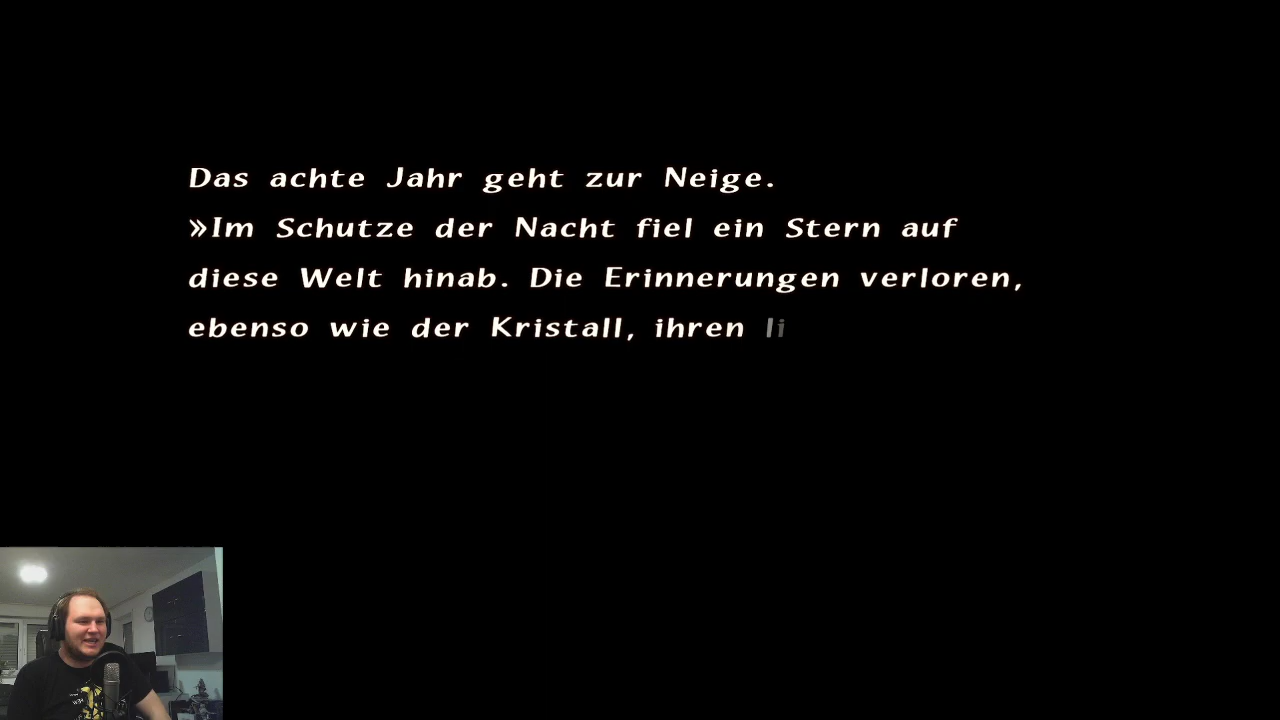 Das achte Jahr geht zur Neige.
»Im Schutze der Nacht fiel ein Stern auf
diese Welt hinab. Die Erinnerungen verloren,
ebenso wie der Kristall, ihren li